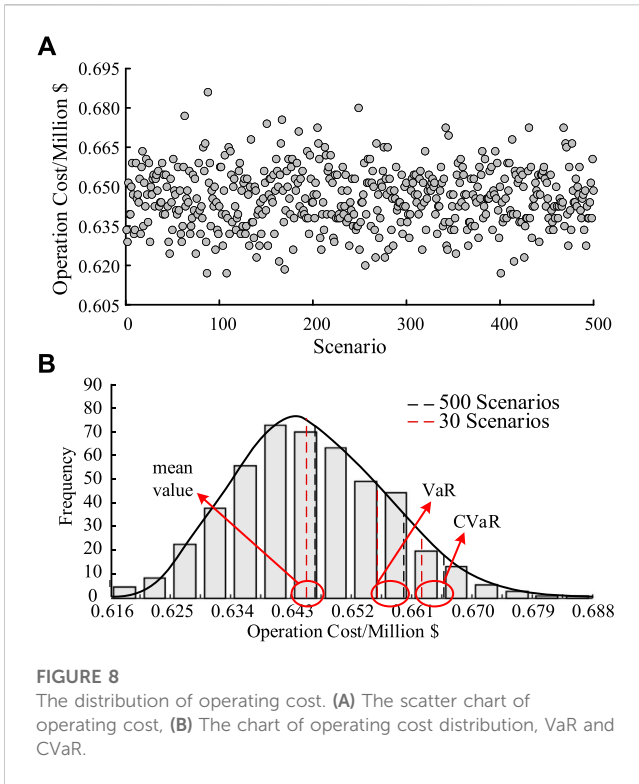 A
Operation Cost/Million $
0.695
0.680
0.665
0.650
0.635
0.620
0.605
0 100 200 300 400 500
Scenario
B
Frequency
90
80
70
60
50
40
30
20
10
0
500 Scenarios
30 Scenarios
mean
value
VaR
CVaR
0.616 0.625 0.634 0.643 0.652 0.661 0.670 0.679 0.688
Operation Cost/Million $
FIGURE 8
The distribution of operating cost. (A) The scatter chart of
operating cost, (B) The chart of operating cost distribution, VaR and
CVaR.